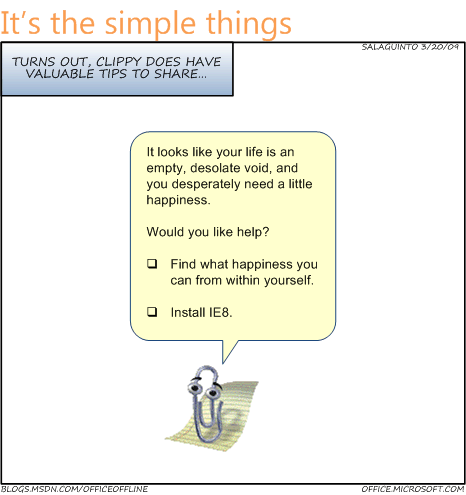 It's the simple things
SALAGUINTO 3/20/09
TURNS OUT, CLIPPY DOES HAVE
VALUABLE TIPS TO SHARE...
It looks like your life is an
empty, desolate void, and
you desperately need a little
happiness.
Would you like help?
Find what happiness you
can from within yourself.
Install IE8.
BLOGS.MSDN.COM/OFFICEOFFLINE
OFFICE.MICROSOFT.COM